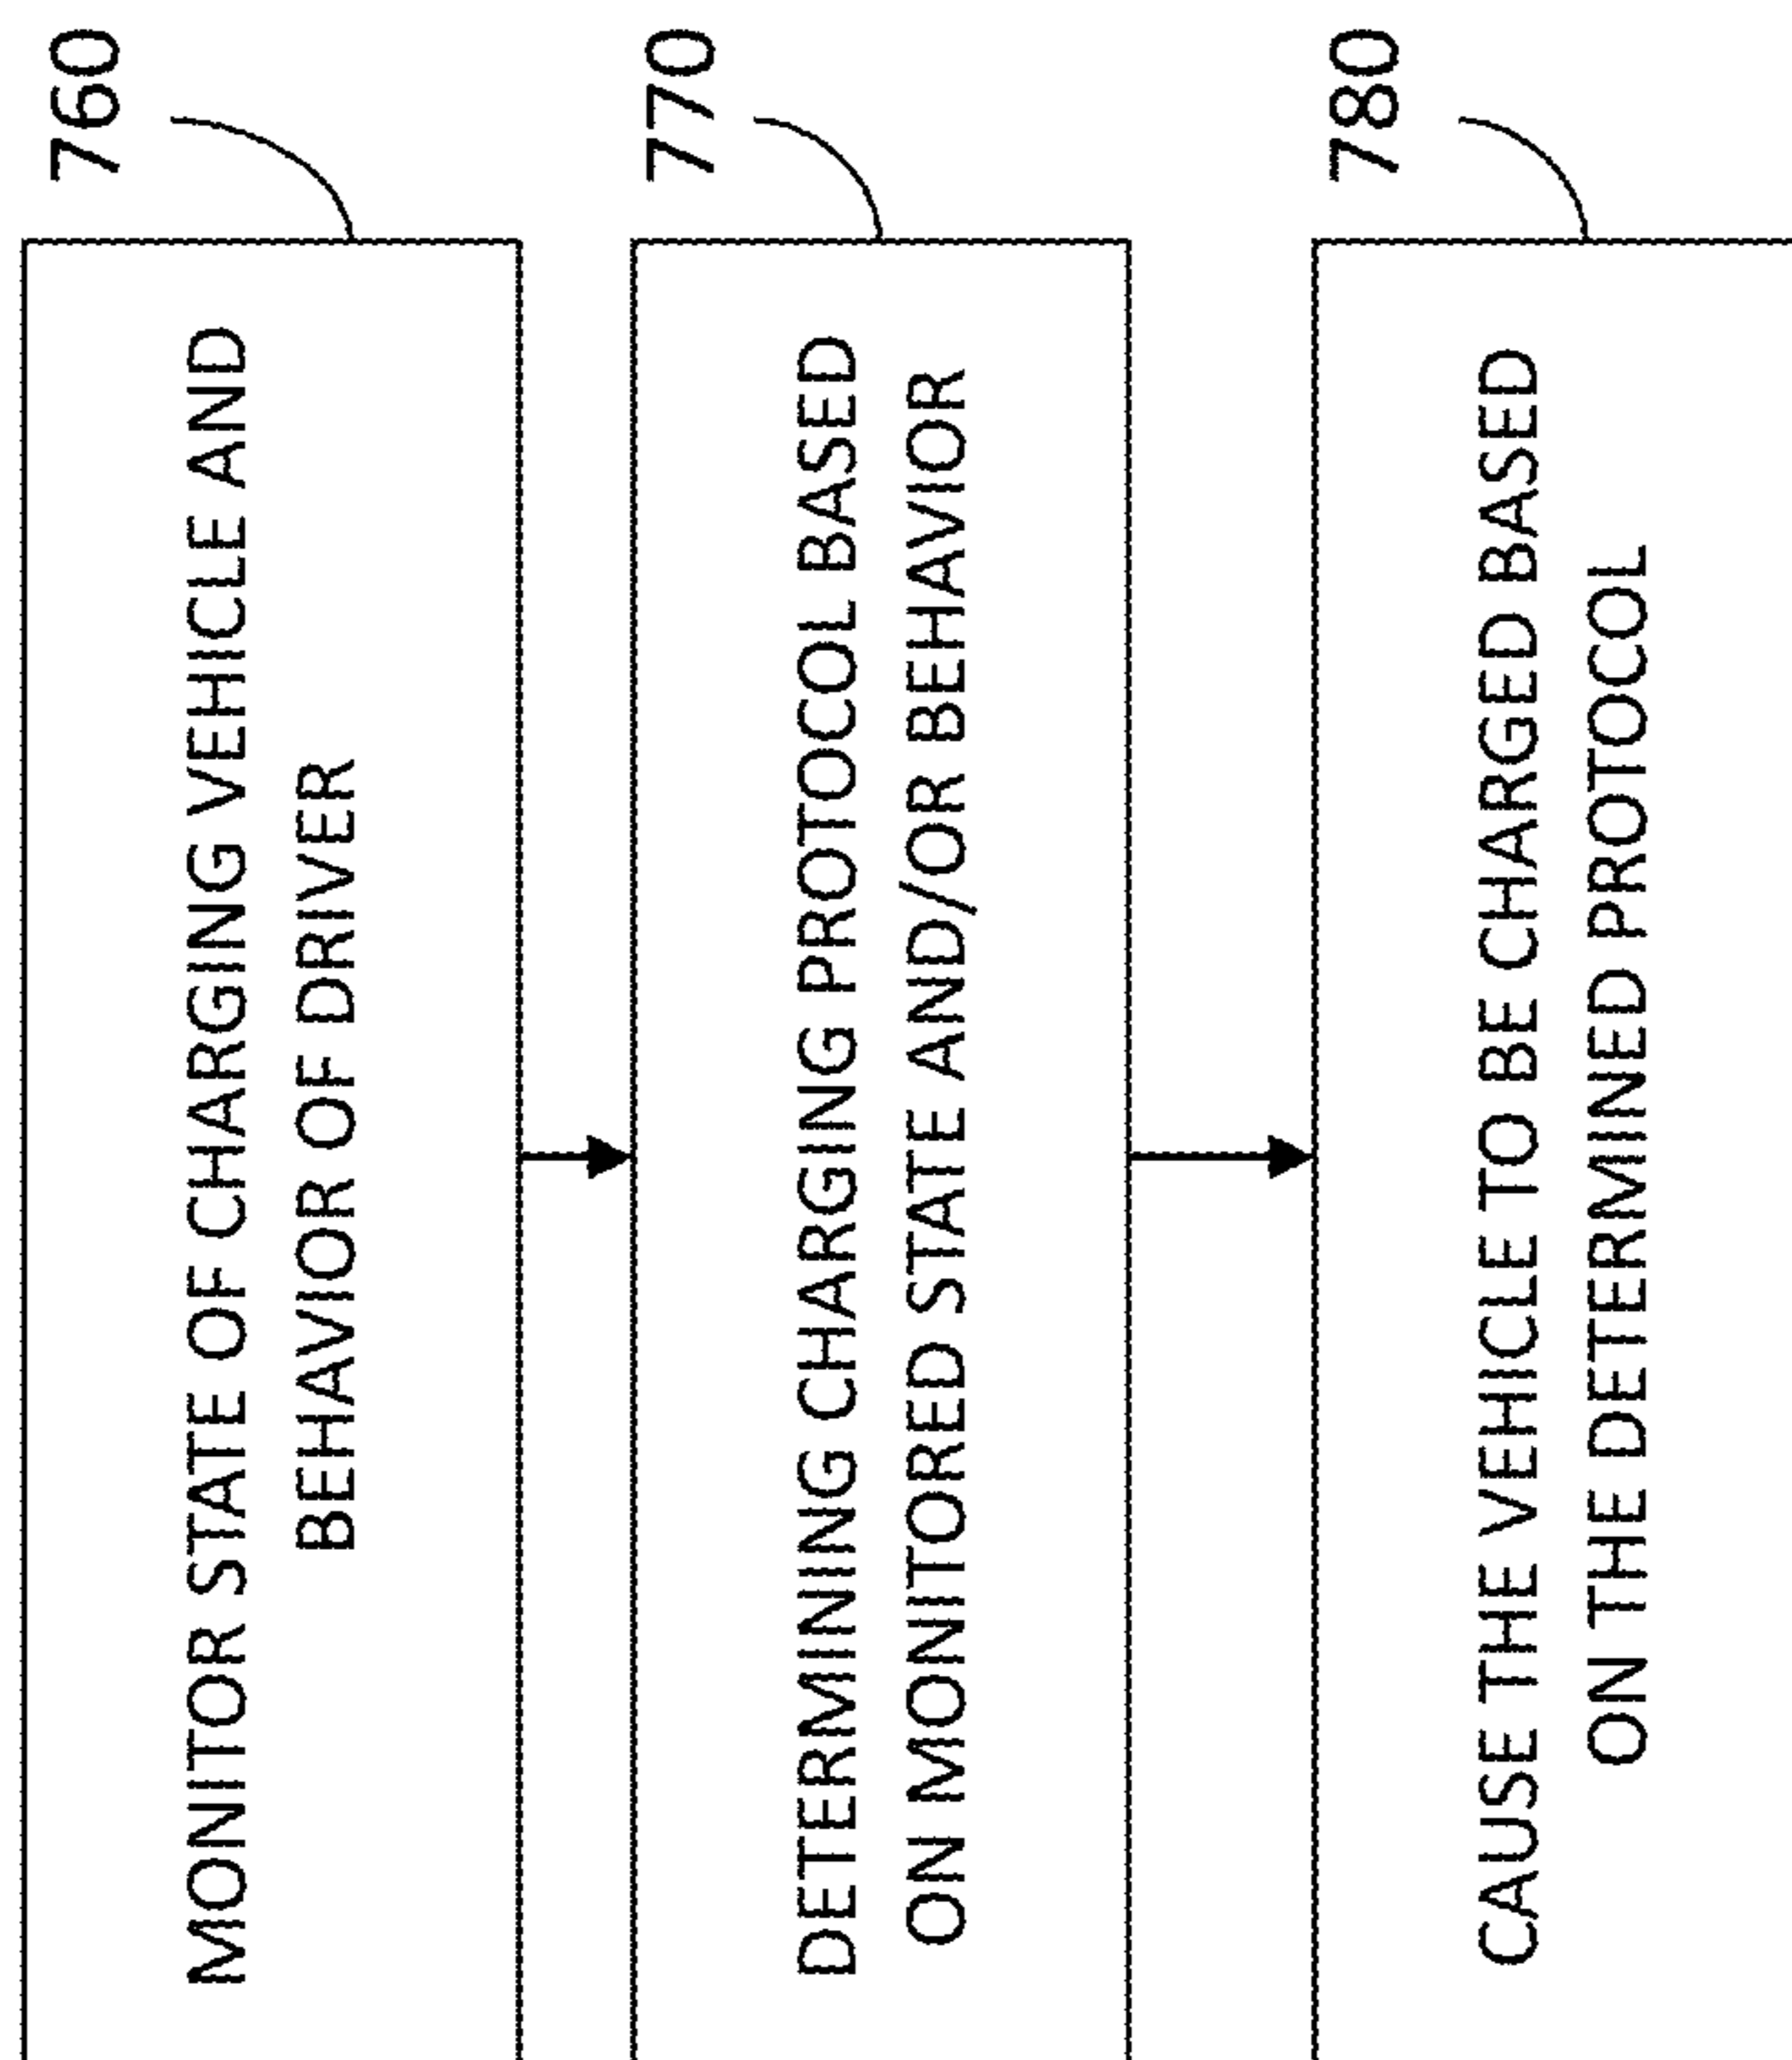 760
MONITOR STATE OF CHARGING VEHICLE AND
BEHAVIOR OF DRIVER
770
DETERMINING CHARGING PROTOCOL BASED
ON MONITORED STATE AND/OR BEHAVIOR
780
CAUSE THE VEHICLE TO BE CHARGED BASED
ON THE DETERMINED PROTOCOL